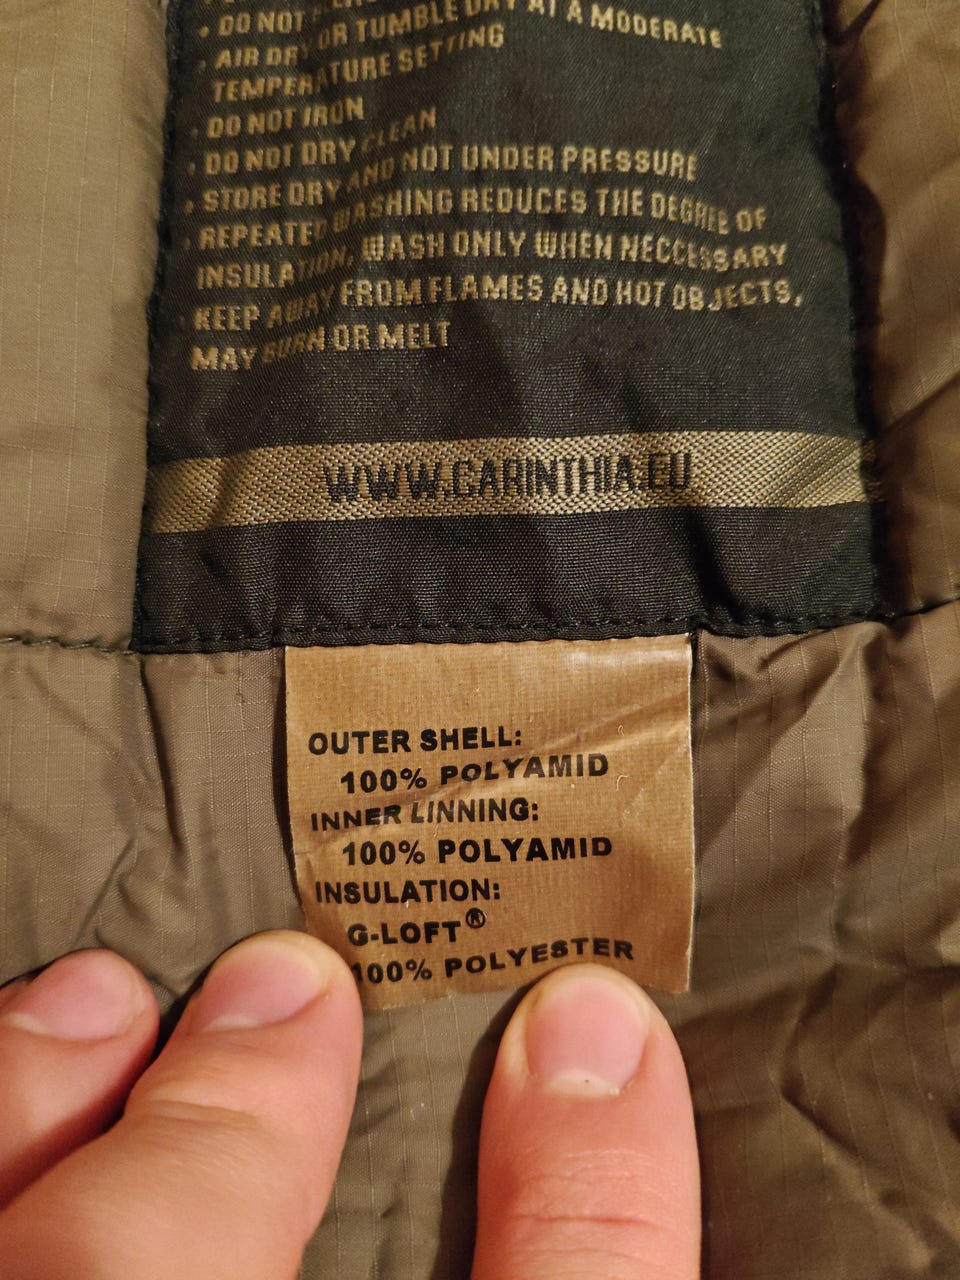 • DO NOT
• AIR DRY OR TUMBLE DRY AT A MODERATE
TEMPERATURE SETTING
• DO NOT IRON
• DO NOT DRY CLEAN
• STORE DRY AND NOT UNDER PRESSURE
• REPEATED WASHING REDUCES THE DEGREE OF
INSULATION, WASH ONLY WHEN NECCESSARY
• KEEP AWAY FROM FLAMES AND HOT OBJECTS,
MAY BURN OR MELT
WWW.CARINTHIA.EU
OUTER SHELL:
100% POLYAMID
INNER LINNING:
100% POLYAMID
INSULATION:
G-LOFT®
100% POLYESTER